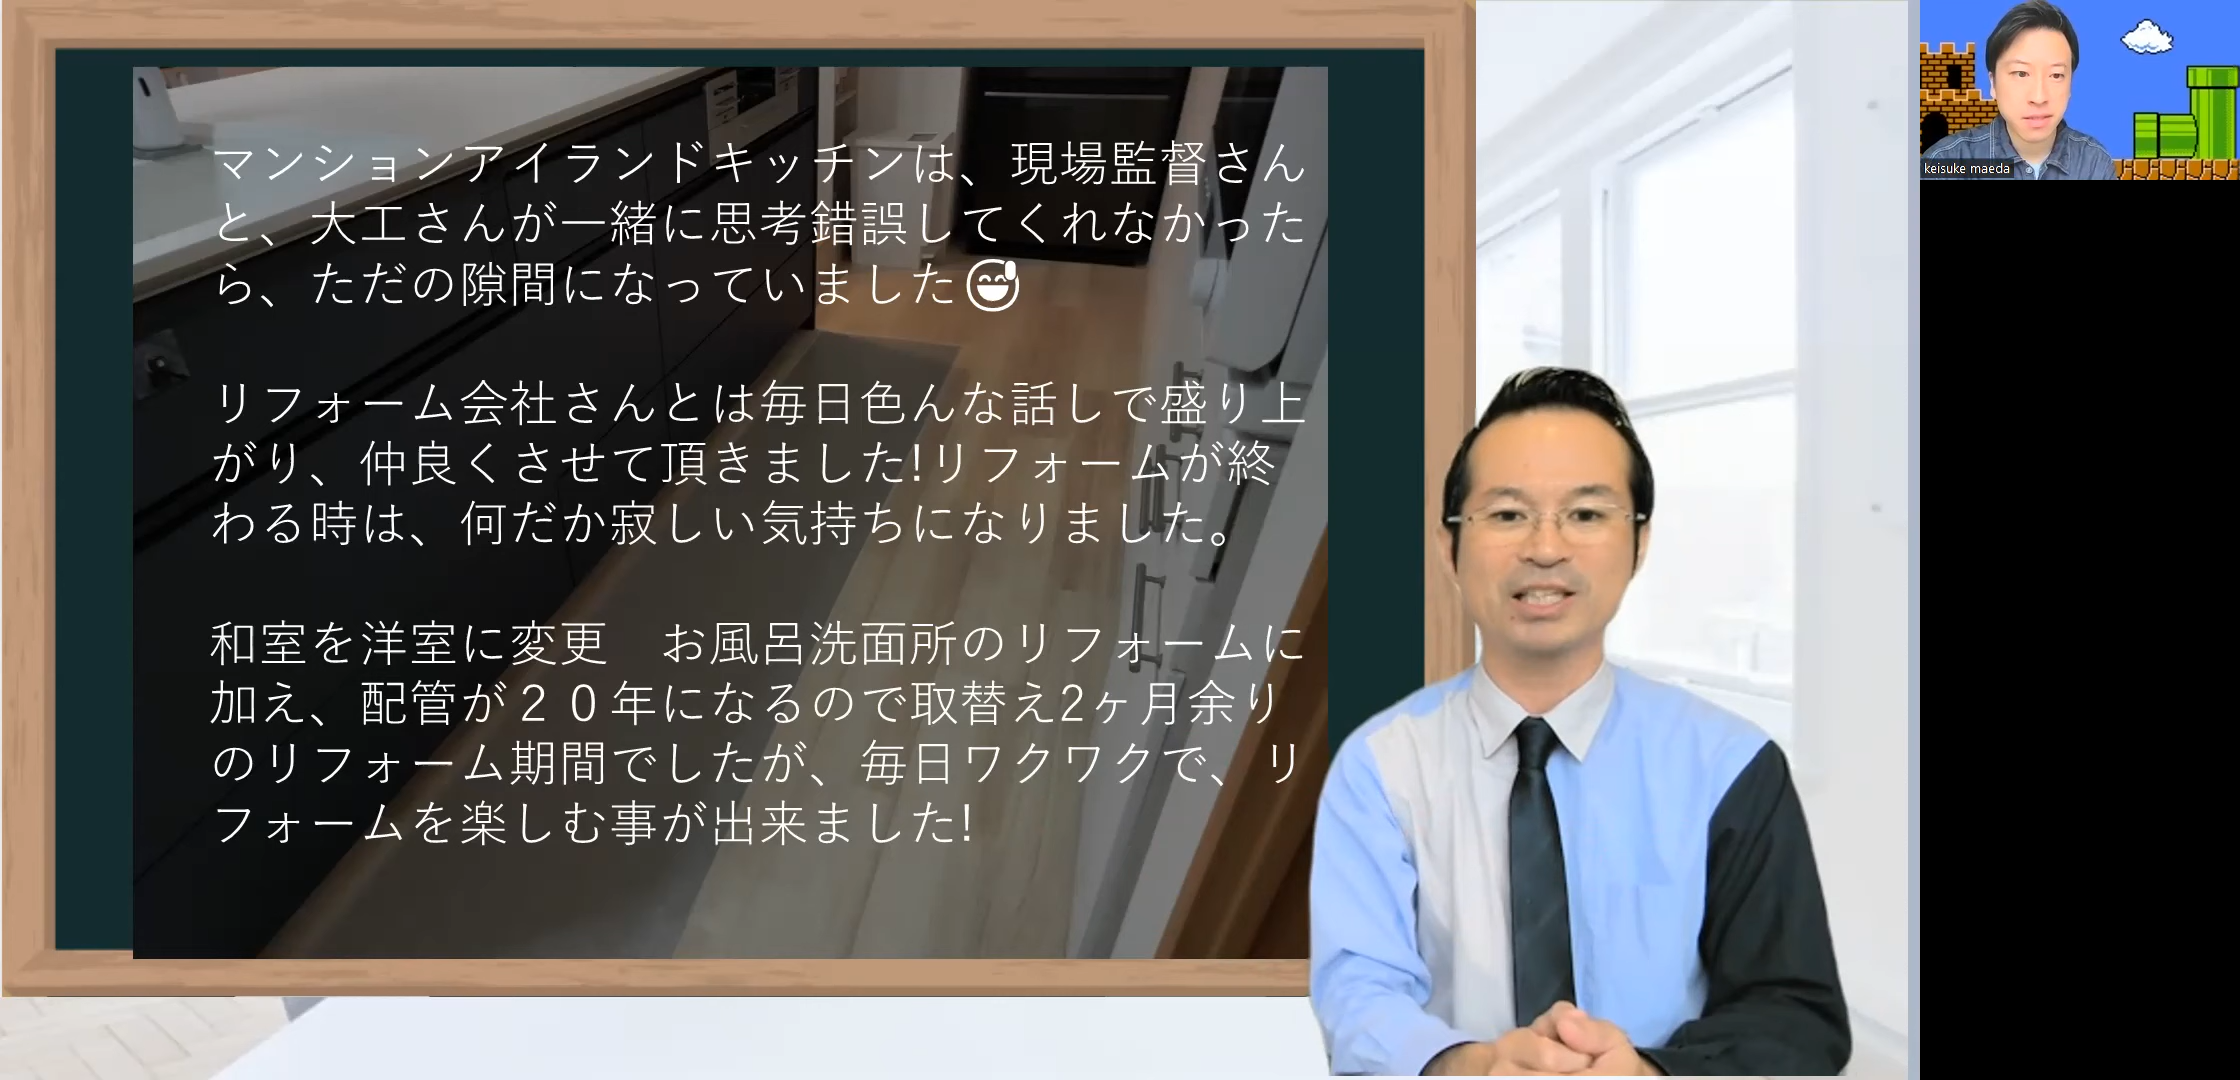 マンションアイランドキッチンは、現場監督さん
と、大工さんが一緒に思考錯誤してくれなかった
ら、ただの隙間になっていました😅
リフォーム会社さんとは毎日色んな話しで盛り上
がり、仲良くさせて頂きました!リフォームが終
わる時は、何だか寂しい気持ちになりました。
和室を洋室に変更　お風呂洗面所のリフォームに
加え、配管が２０年になるので取替え2ヶ月余り
のリフォーム期間でしたが、毎日ワクワクで、リ
フォームを楽しむ事が出来ました!
keisuke maeda